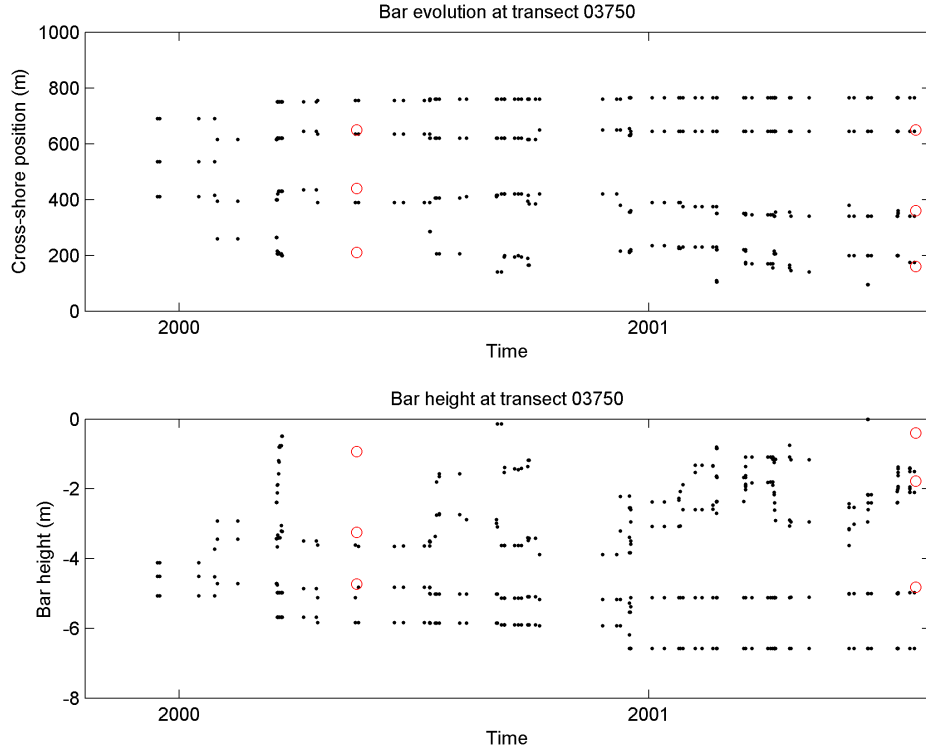 Bar evolution at transect 03750
1000
800
600
400
200
0
Cross-shore position (m)
2000
2001
Time
Bar height at transect 03750
0
-2
-4
-6
-8
Bar height (m)
2000
2001
Time